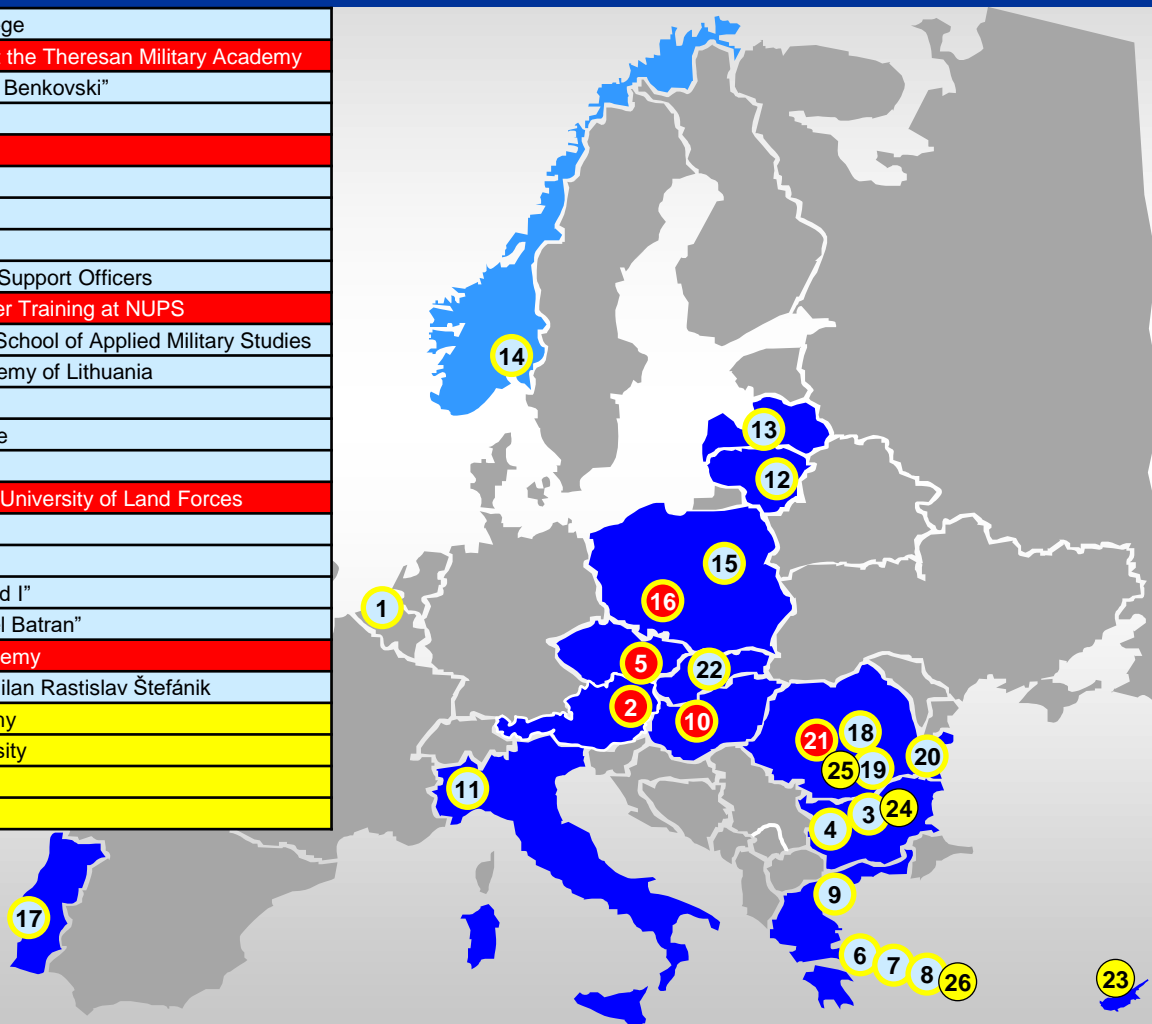 ge
t the Theresan Military Academy
Benkovski”
Support Officers
er Training at NUPS
School of Applied Military Studies
emy of Lithuania
e
University of Land Forces
d I”
l Batran”
emy
ilan Rastislav Štefánik
ny
sity
14
13
12
15
16
1
5
22
2
10
21
18
25
19
20
11
3
24
4
9
17
6
7
8
26
23